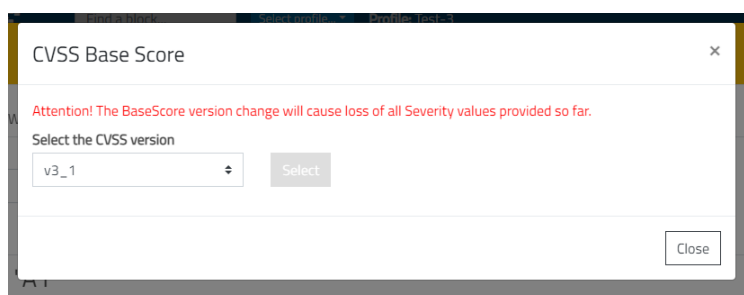 Find a block
Select profile...
Profile: Test-3
CVSS Base Score
×
Attention! The BaseScore version change will cause loss of all Severity values provided so far.
Select the CVSS version
v3_1
Select
Close